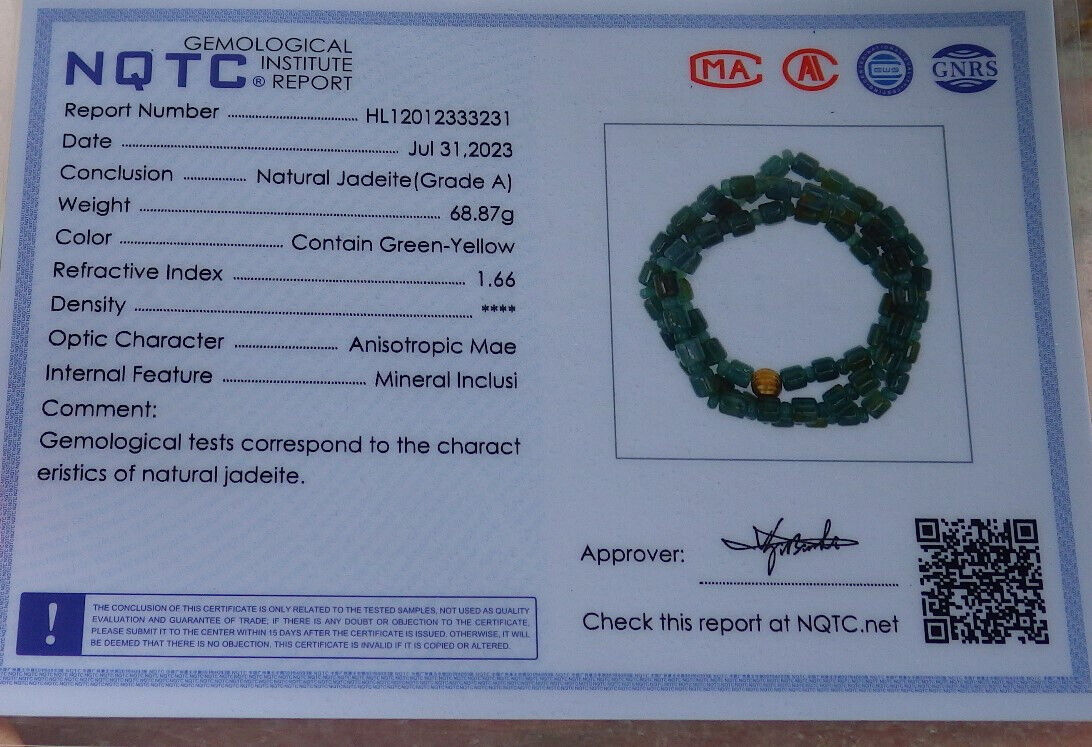 NQTC® GEMOLOGICAL
INSTITUTE
REPORT
MA
GWS
GNRS
Report Number ........ HL12012333231
Date ........ Jul 31,2023
Conclusion ........ Natural Jadeite(Grade A)
Weight ........ 68.87g
Color ........ Contain Green-Yellow
Refractive Index ........ 1.66
Density ........ ****
Optic Character ........ Anisotropic Mae
Internal Feature ........ Mineral Inclusi
Comment:
Gemological tests correspond to the charact
eristics of natural jadeite.
Approver:
Check this report at NQTC.net
!
THE CONCLUSION OF THIS CERTIFICATE IS ONLY RELATED TO THE TESTED SAMPLES, NOT USED AS QUALITY
EVALUATION AND GUARANTEE OF TRADE; IF THERE IS ANY DOUBT OR OBJECTION TO THE CERTIFICATE,
PLEASE SUBMIT IT TO THE CENTER WITHIN 15 DAYS AFTER THE CERTIFICATE IS ISSUED. OTHERWISE, IT WILL
BE DEEMED THAT THERE IS NO OBJECTION. THIS CERTIFICATE IS INVALID IF IT IS COPIED OR ALTERED.